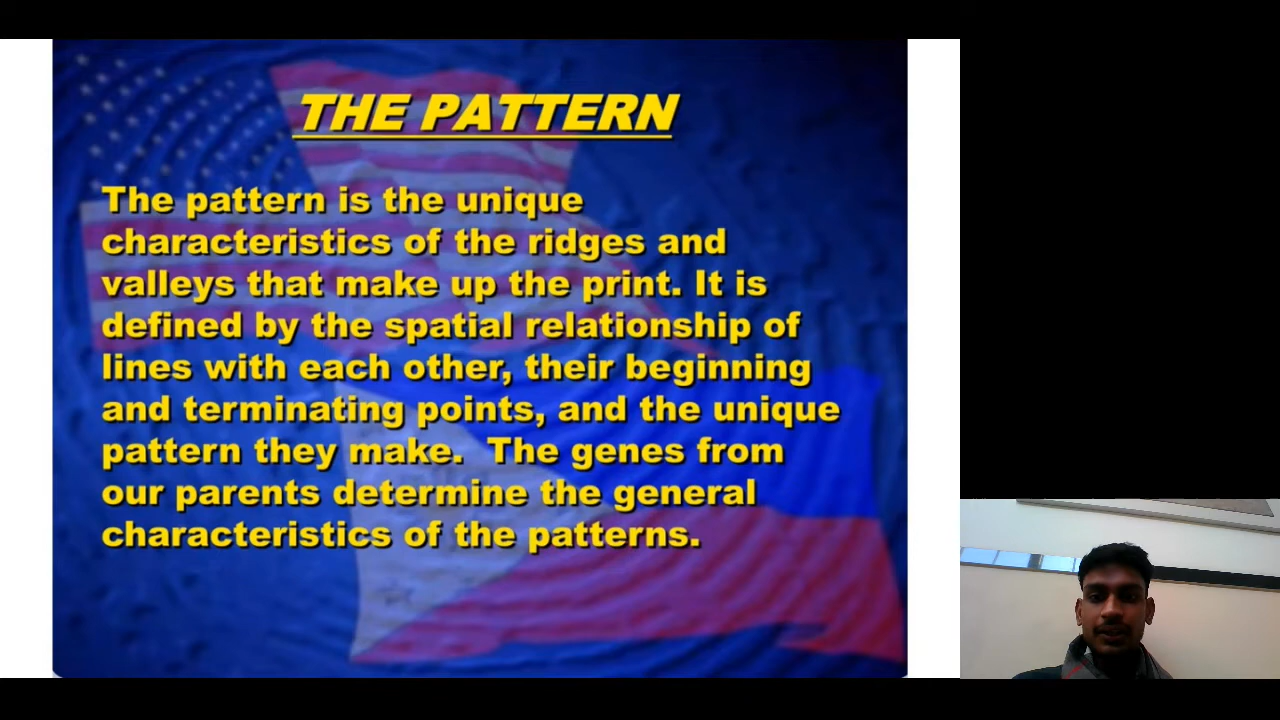 THE PATTERN
The pattern is the unique
characteristics of the ridges and
valleys that make up the print. It is
defined by the spatial relationship of
lines with each other, their beginning
and terminating points, and the unique
pattern they make.  The genes from
our parents determine the general
characteristics of the patterns.